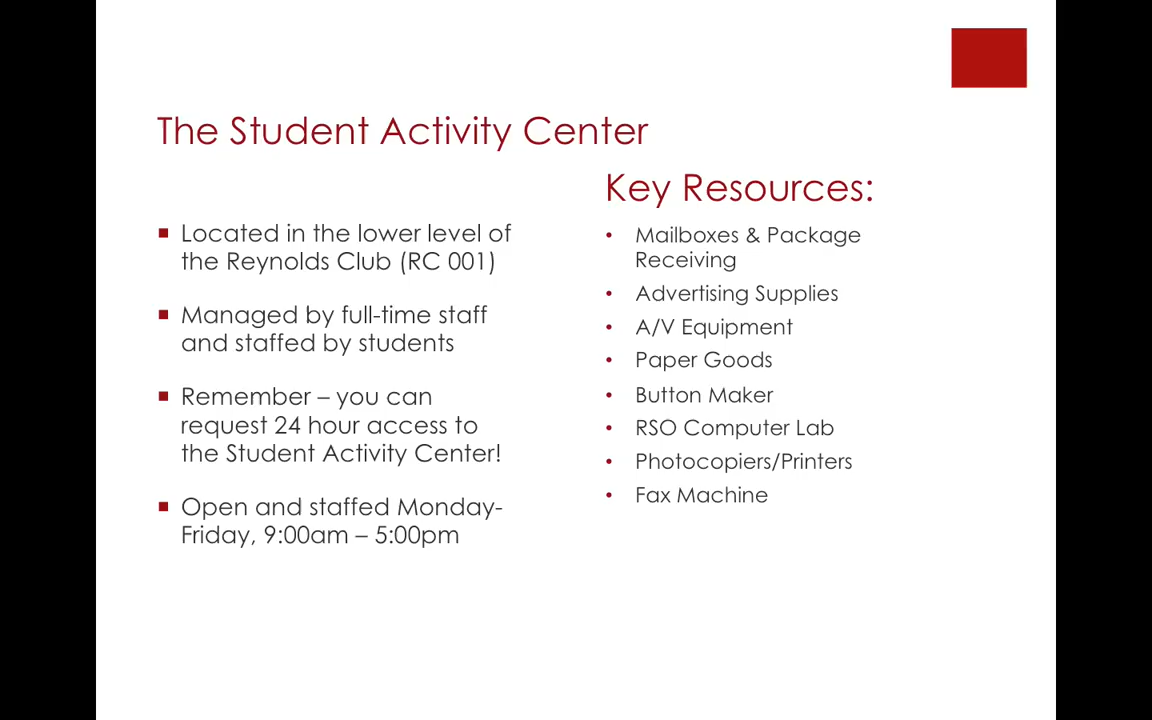 The Student Activity Center
Located in the lower level of
the Reynolds Club (RC 001)
Managed by full-time staff
and staffed by students
Remember – you can
request 24 hour access to
the Student Activity Center!
Open and staffed Monday-
Friday, 9:00am – 5:00pm
Key Resources:
Mailboxes & Package
Receiving
Advertising Supplies
A/V Equipment
Paper Goods
Button Maker
RSO Computer Lab
Photocopiers/Printers
Fax Machine